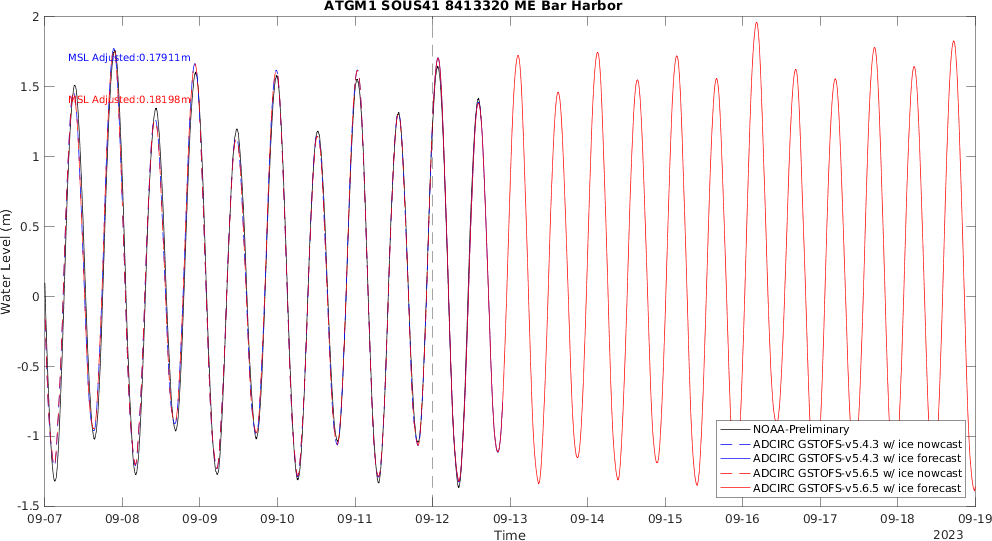 ATGM1 SOUS41 8413320 ME Bar Harbor
2
1.5
1
0.5
0
-0.5
-1
-1.5
Water Level (m)
MSL Adjusted:0.17911m
MSL Adjusted:0.18198m
NOAA-Preliminary
ADCIRC GSTOFS-v5.4.3 w/ ice nowcast
ADCIRC GSTOFS-v5.4.3 w/ ice forecast
ADCIRC GSTOFS-v5.6.5 w/ ice nowcast
ADCIRC GSTOFS-v5.6.5 w/ ice forecast
09-07 09-08 09-09 09-10 09-11 09-12 09-13 09-14 09-15 09-16 09-17 09-18 09-19
Time
2023